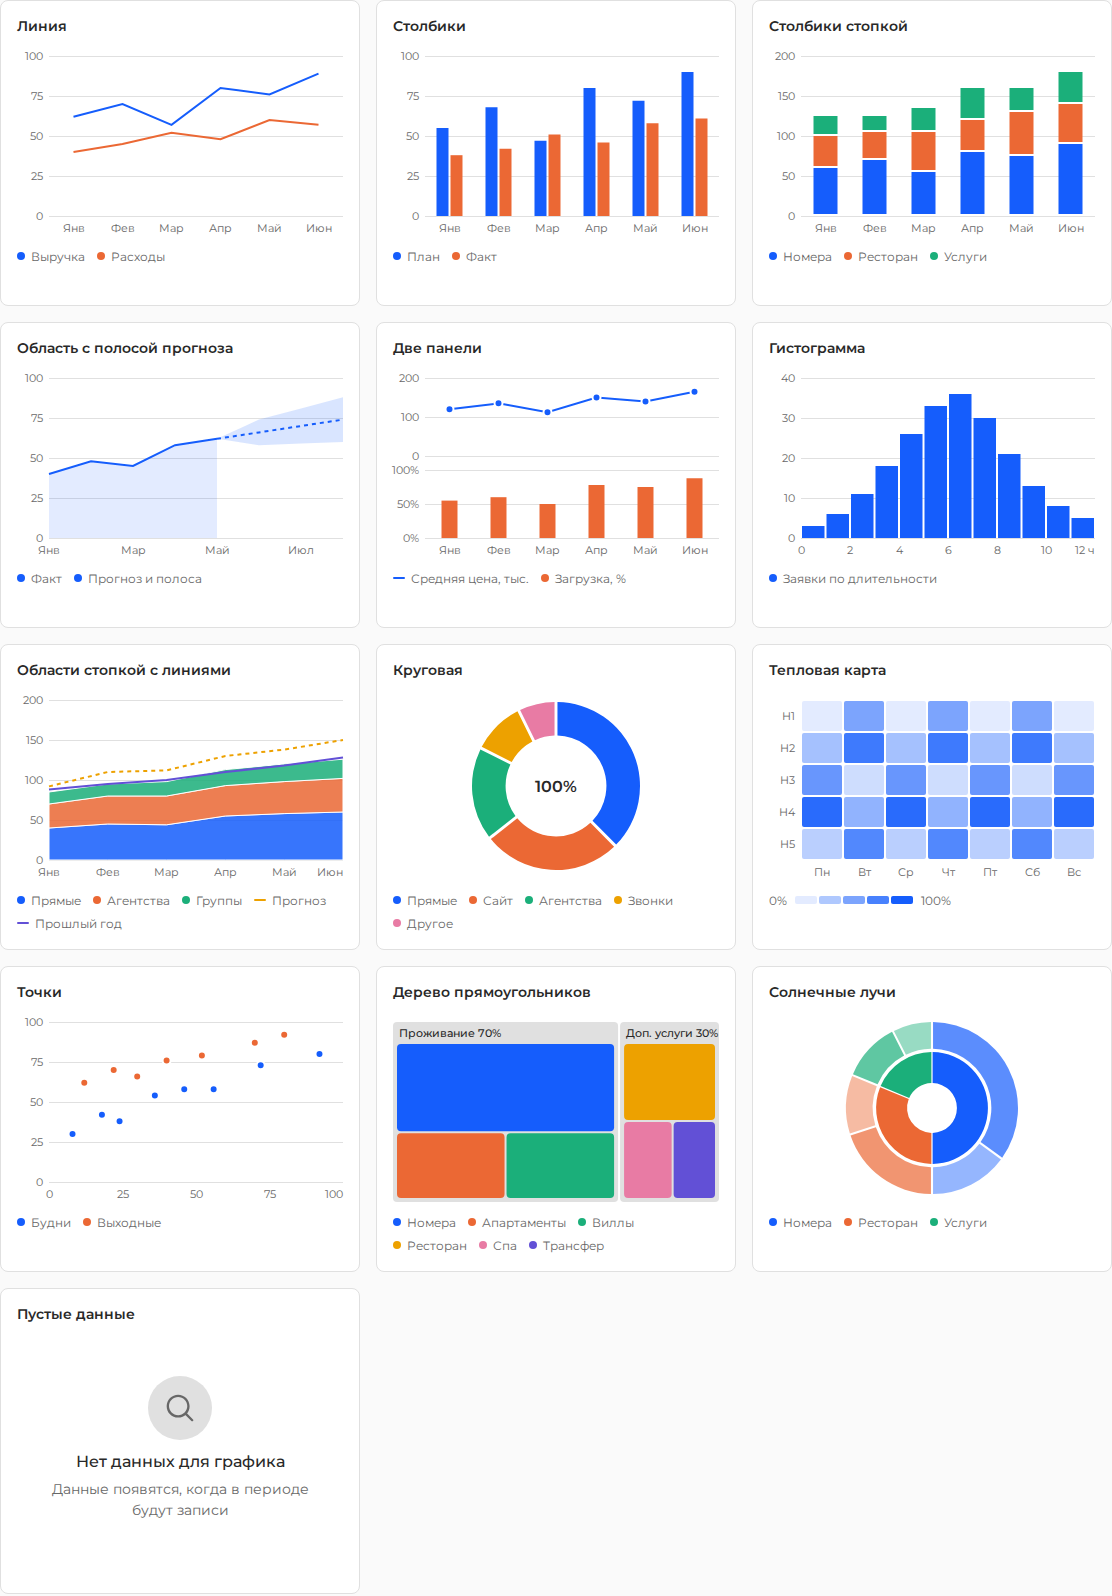 Линия
100
75
50
25
0
Янв Фев Мар Апр Май Июн
Выручка Расходы
Столбики
100
75
50
25
0
Янв Фев Мар Апр Май Июн
План Факт
Столбики стопкой
200
150
100
50
0
Янв Фев Мар Апр Май Июн
Номера Ресторан Услуги
Область с полосой прогноза
100
75
50
25
0
Янв Мар Май Июл
Факт Прогноз и полоса
Две панели
200
100
0
100%
50%
0%
Янв Фев Мар Апр Май Июн
Средняя цена, тыс. Загрузка, %
Гистограмма
40
30
20
10
0
0 2 4 6 8 10 12 ч
Заявки по длительности
Области стопкой с линиями
200
150
100
50
0
Янв Фев Мар Апр Май Июн
Прямые Агентства Группы Прогноз
Прошлый год
Круговая
100%
Прямые Сайт Агентства Звонки
Другое
Тепловая карта
H1
H2
H3
H4
H5
Пн Вт Ср Чт Пт Сб Вс
0% 100%
Точки
100
75
50
25
0
0 25 50 75 100
Будни Выходные
Дерево прямоугольников
Проживание 70% Доп. услуги 30%
Номера Апартаменты Виллы
Ресторан Спа Трансфер
Солнечные лучи
Номера Ресторан Услуги
Пустые данные
Нет данных для графика
Данные появятся, когда в периоде
будут записи